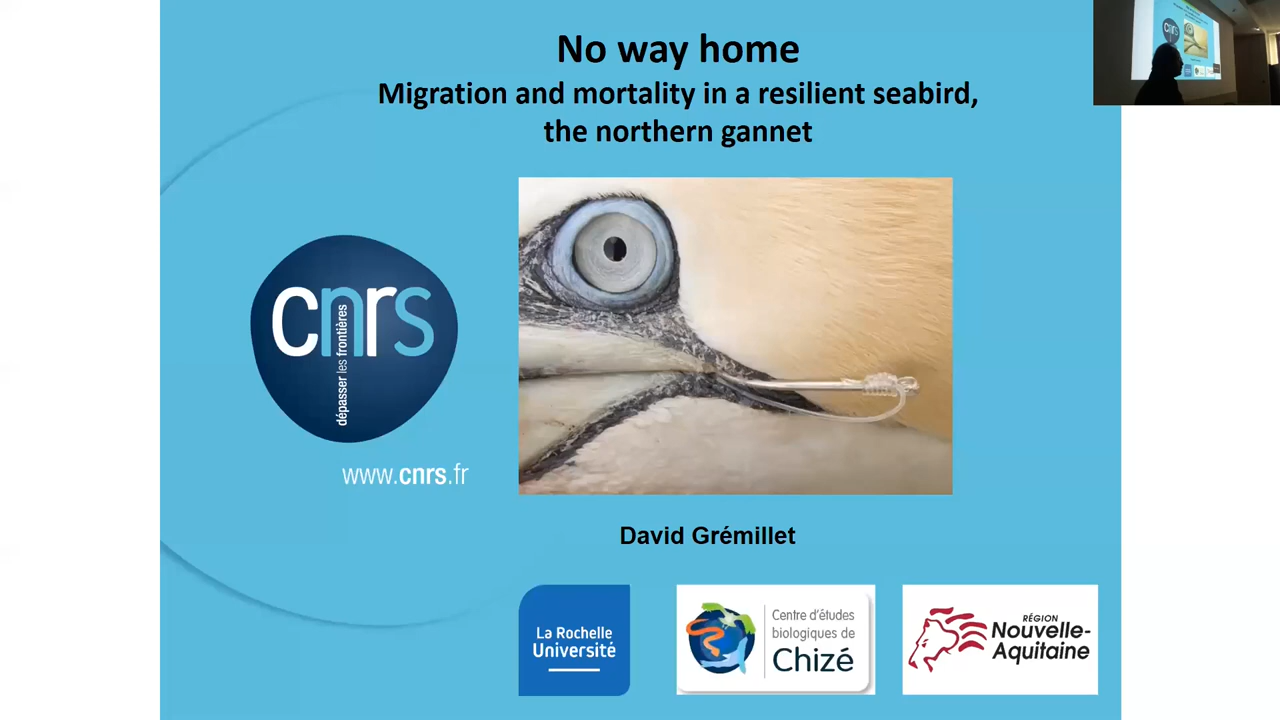 No way home
Migration and mortality in a resilient seabird,
the northern gannet
cnrs
dépasser les frontières
www.cnrs.fr
David Grémillet
La Rochelle
Université
Centre d'études
biologiques de
Chizé
RÉGION
Nouvelle-
Aquitaine